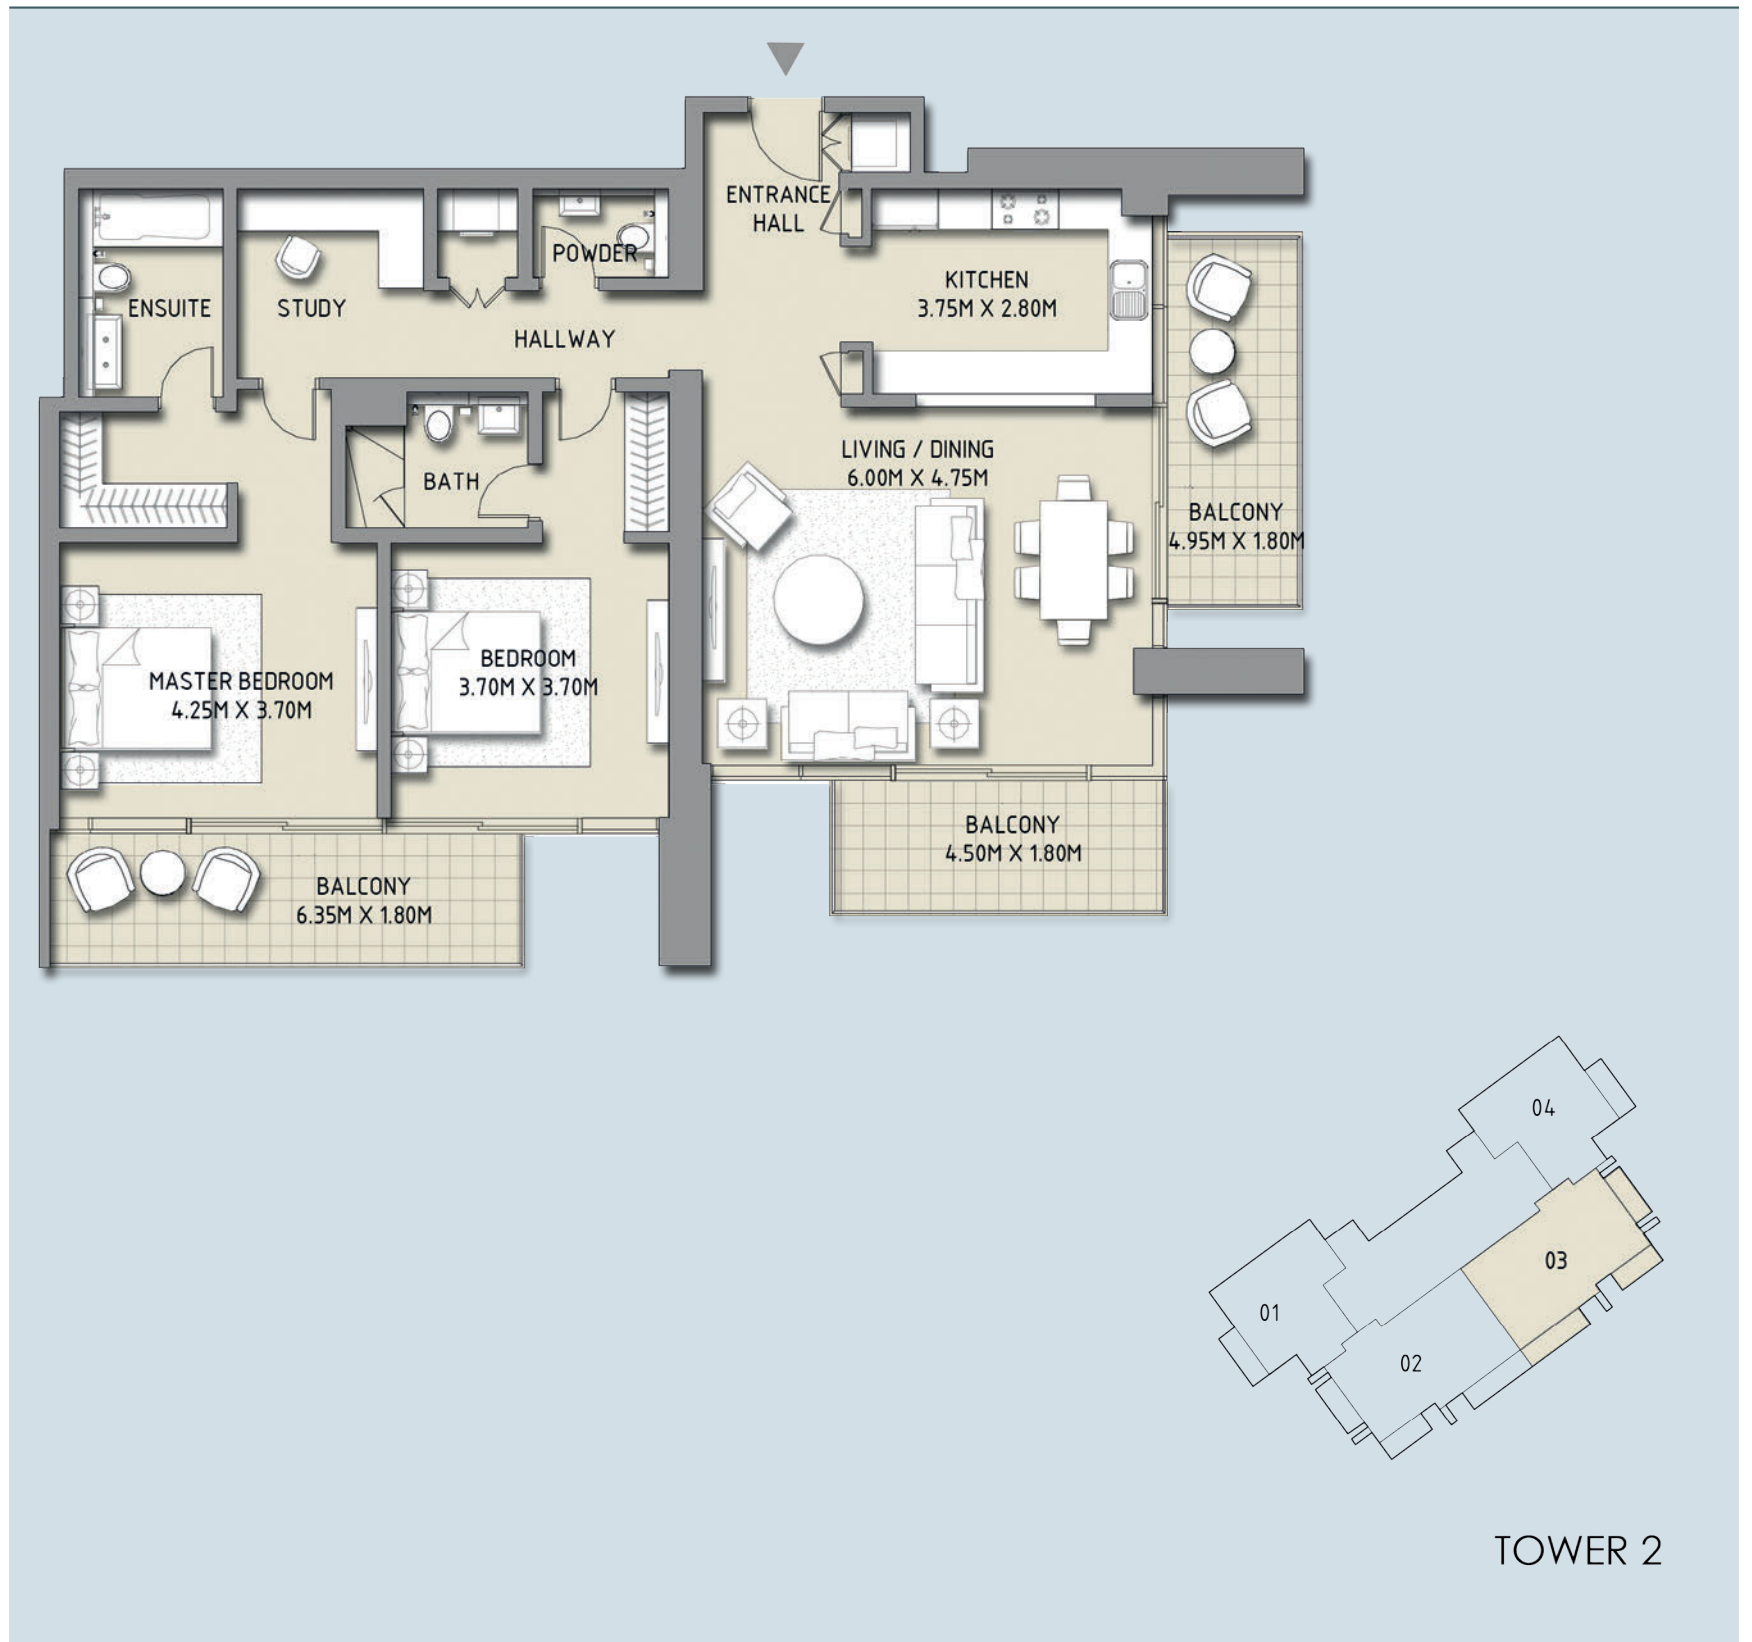 ENTRANCE
HALL
POWDER
KITCHEN
3.75M X 2.80M
ENSUITE
STUDY
HALLWAY
LIVING / DINING
6.00M X 4.75M
BATH
BALCONY
4.95M X 1.80M
BEDROOM
3.70M X 3.70M
MASTER BEDROOM
4.25M X 3.70M
BALCONY
4.50M X 1.80M
BALCONY
6.35M X 1.80M
04
03
01
02
TOWER 2